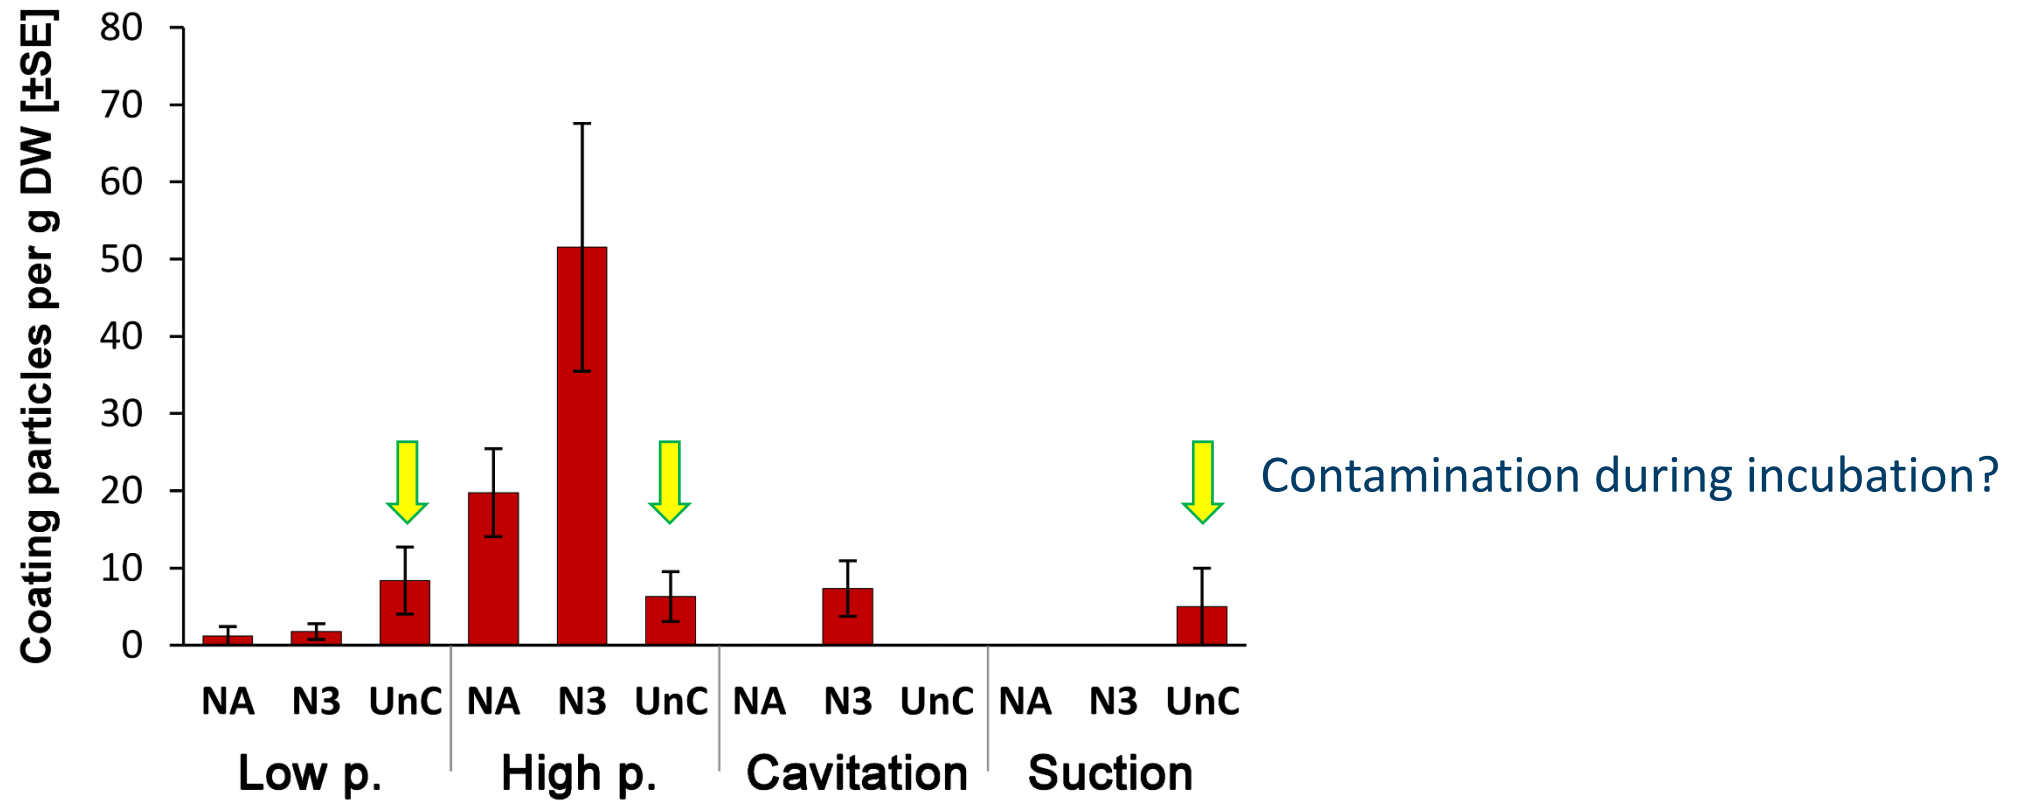 Coating particles per g DW [±SE]
80
70
60
50
40
30
20
10
0
Contamination during incubation?
NA N3 UnC NA N3 UnC NA N3 UnC NA N3 UnC
Low p. High p. Cavitation Suction